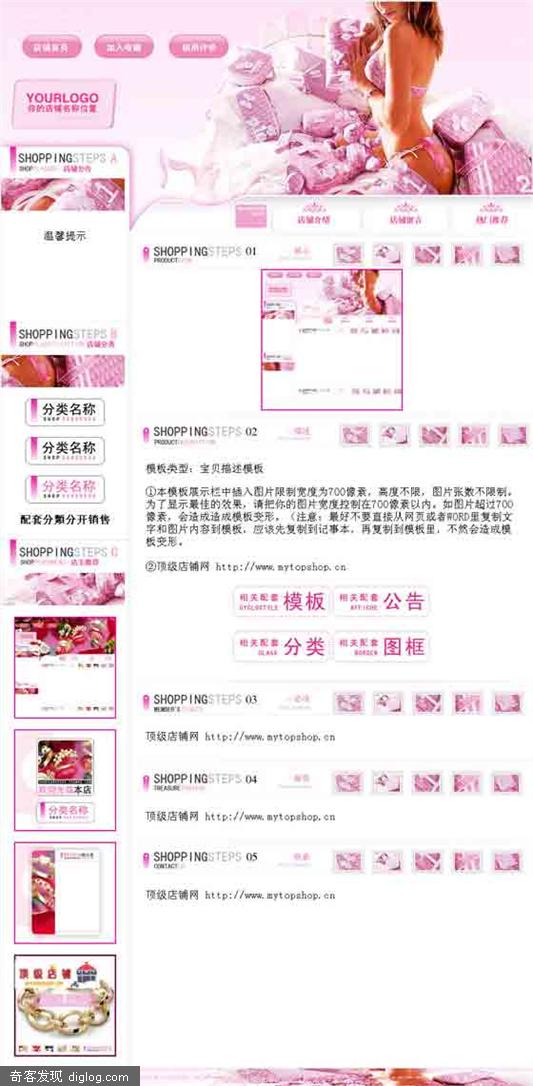 店铺首页 加入收藏 信用评价
YOURLOGO
你的店铺名称位置
SHOPPINGSTEPS A
店铺公告
温馨提示
SHOPPINGSTEPS B
店铺分类
分类名称
分类名称
分类名称
配套分類分开销售
SHOPPINGSTEPS C
店主推荐
欢迎光临本店
分类名称
顶级店铺
店铺介绍 店铺留言 热门推荐
SHOPPINGSTEPS 01
PRODUCT
SHOPPINGSTEPS 02
PRODUCT
模板类型：宝贝描述模板
①本模板展示栏中插入图片限制宽度为700像素，高度不限，图片张数不限制。
为了显示最佳的效果，请把你的图片宽度控制在700像素以内。如图片超过700
像素，会造成造成模板变形。（注意：最好不要直接从网页或者WORD里复制文
字和图片内容到模板，应该先复制到记事本，再复制到模板里，不然会造成模
板变形。
②顶级店铺网 http://www.mytopshop.cn
相关配套 模板 相关配套 公告
相关配套 分类 相关配套 图框
SHOPPINGSTEPS 03
顶级店铺网 http://www.mytopshop.cn
SHOPPINGSTEPS 04
TREASURE
顶级店铺网 http://www.mytopshop.cn
SHOPPINGSTEPS 05
CONTACT
顶级店铺网 http://www.mytopshop.cn
奇客发现 diglog.com